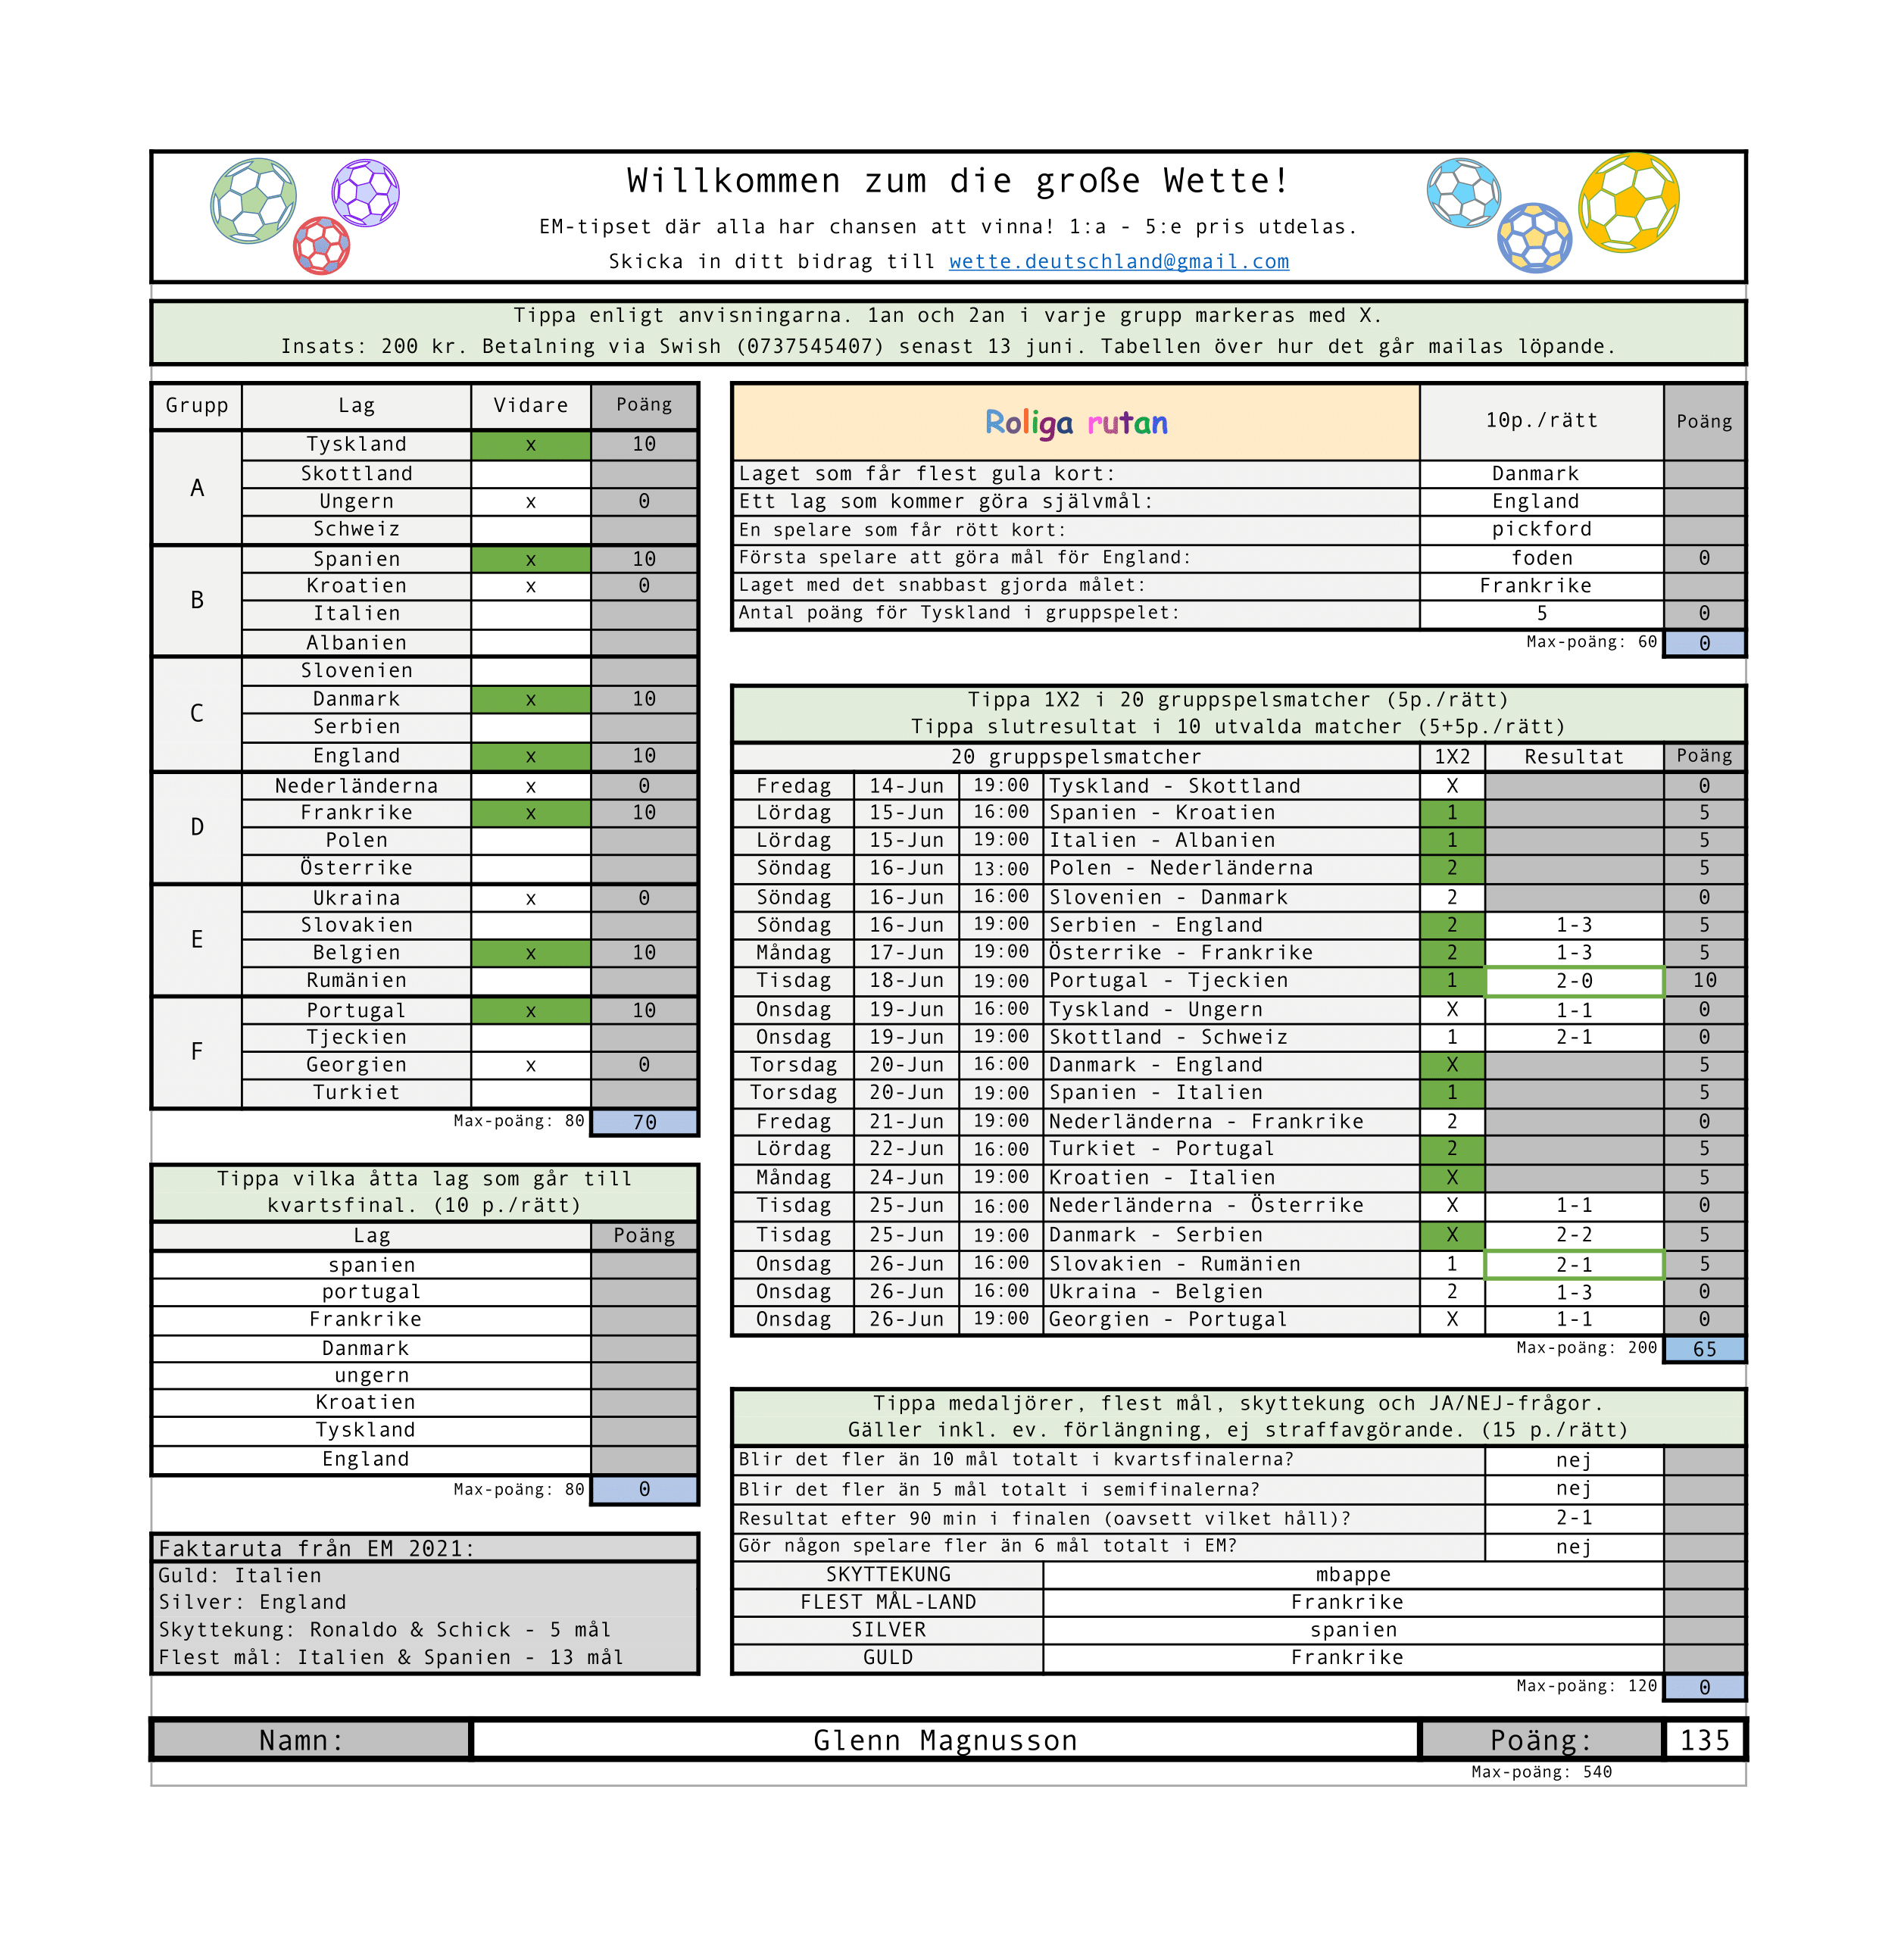 Willkommen zum die große Wette!
EM-tipset där alla har chansen att vinna! 1:a - 5:e pris utdelas.
Skicka in ditt bidrag till wette.deutschland@gmail.com
Tippa enligt anvisningarna. 1an och 2an i varje grupp markeras med X.
Insats: 200 kr. Betalning via Swish (0737545407) senast 13 juni. Tabellen över hur det går mailas löpande.
Grupp Lag Vidare Poäng
A
Tyskland x 10
Skottland
Ungern x 0
Schweiz
B
Spanien x 10
Kroatien x 0
Italien
Albanien
C
Slovenien
Danmark x 10
Serbien
England x 10
D
Nederländerna x 0
Frankrike x 10
Polen
Österrike
E
Ukraina x 0
Slovakien
Belgien x 10
Rumänien
F
Portugal x 10
Tjeckien
Georgien x 0
Turkiet
Max-poäng: 80 70
Tippa vilka åtta lag som går till
kvartsfinal. (10 p./rätt)
Lag Poäng
spanien
portugal
Frankrike
Danmark
ungern
Kroatien
Tyskland
England
Max-poäng: 80 0
Faktaruta från EM 2021:
Guld: Italien
Silver: England
Skyttekung: Ronaldo & Schick - 5 mål
Flest mål: Italien & Spanien - 13 mål
Roliga rutan 10p./rätt Poäng
Laget som får flest gula kort: Danmark
Ett lag som kommer göra självmål: England
En spelare som får rött kort: pickford
Första spelare att göra mål för England: foden 0
Laget med det snabbast gjorda målet: Frankrike
Antal poäng för Tyskland i gruppspelet: 5 0
Max-poäng: 60 0
Tippa 1X2 i 20 gruppspelsmatcher (5p./rätt)
Tippa slutresultat i 10 utvalda matcher (5+5p./rätt)
20 gruppspelsmatcher 1X2 Resultat Poäng
Fredag 14-Jun 19:00 Tyskland - Skottland X 0
Lördag 15-Jun 16:00 Spanien - Kroatien 1 5
Lördag 15-Jun 19:00 Italien - Albanien 1 5
Söndag 16-Jun 13:00 Polen - Nederländerna 2 5
Söndag 16-Jun 16:00 Slovenien - Danmark 2 0
Söndag 16-Jun 19:00 Serbien - England 2 1-3 5
Måndag 17-Jun 19:00 Österrike - Frankrike 2 1-3 5
Tisdag 18-Jun 19:00 Portugal - Tjeckien 1 2-0 10
Onsdag 19-Jun 16:00 Tyskland - Ungern X 1-1 0
Onsdag 19-Jun 19:00 Skottland - Schweiz 1 2-1 0
Torsdag 20-Jun 16:00 Danmark - England X 5
Torsdag 20-Jun 19:00 Spanien - Italien 1 5
Fredag 21-Jun 19:00 Nederländerna - Frankrike 2 0
Lördag 22-Jun 16:00 Turkiet - Portugal 2 5
Måndag 24-Jun 19:00 Kroatien - Italien X 5
Tisdag 25-Jun 16:00 Nederländerna - Österrike X 1-1 0
Tisdag 25-Jun 19:00 Danmark - Serbien X 2-2 5
Onsdag 26-Jun 16:00 Slovakien - Rumänien 1 2-1 5
Onsdag 26-Jun 16:00 Ukraina - Belgien 2 1-3 0
Onsdag 26-Jun 19:00 Georgien - Portugal X 1-1 0
Max-poäng: 200 65
Tippa medaljörer, flest mål, skyttekung och JA/NEJ-frågor.
Gäller inkl. ev. förlängning, ej straffavgörande. (15 p./rätt)
Blir det fler än 10 mål totalt i kvartsfinalerna? nej
Blir det fler än 5 mål totalt i semifinalerna? nej
Resultat efter 90 min i finalen (oavsett vilket håll)? 2-1
Gör någon spelare fler än 6 mål totalt i EM? nej
SKYTTEKUNG mbappe
FLEST MÅL-LAND Frankrike
SILVER spanien
GULD Frankrike
Max-poäng: 120 0
Namn: Glenn Magnusson Poäng: 135
Max-poäng: 540